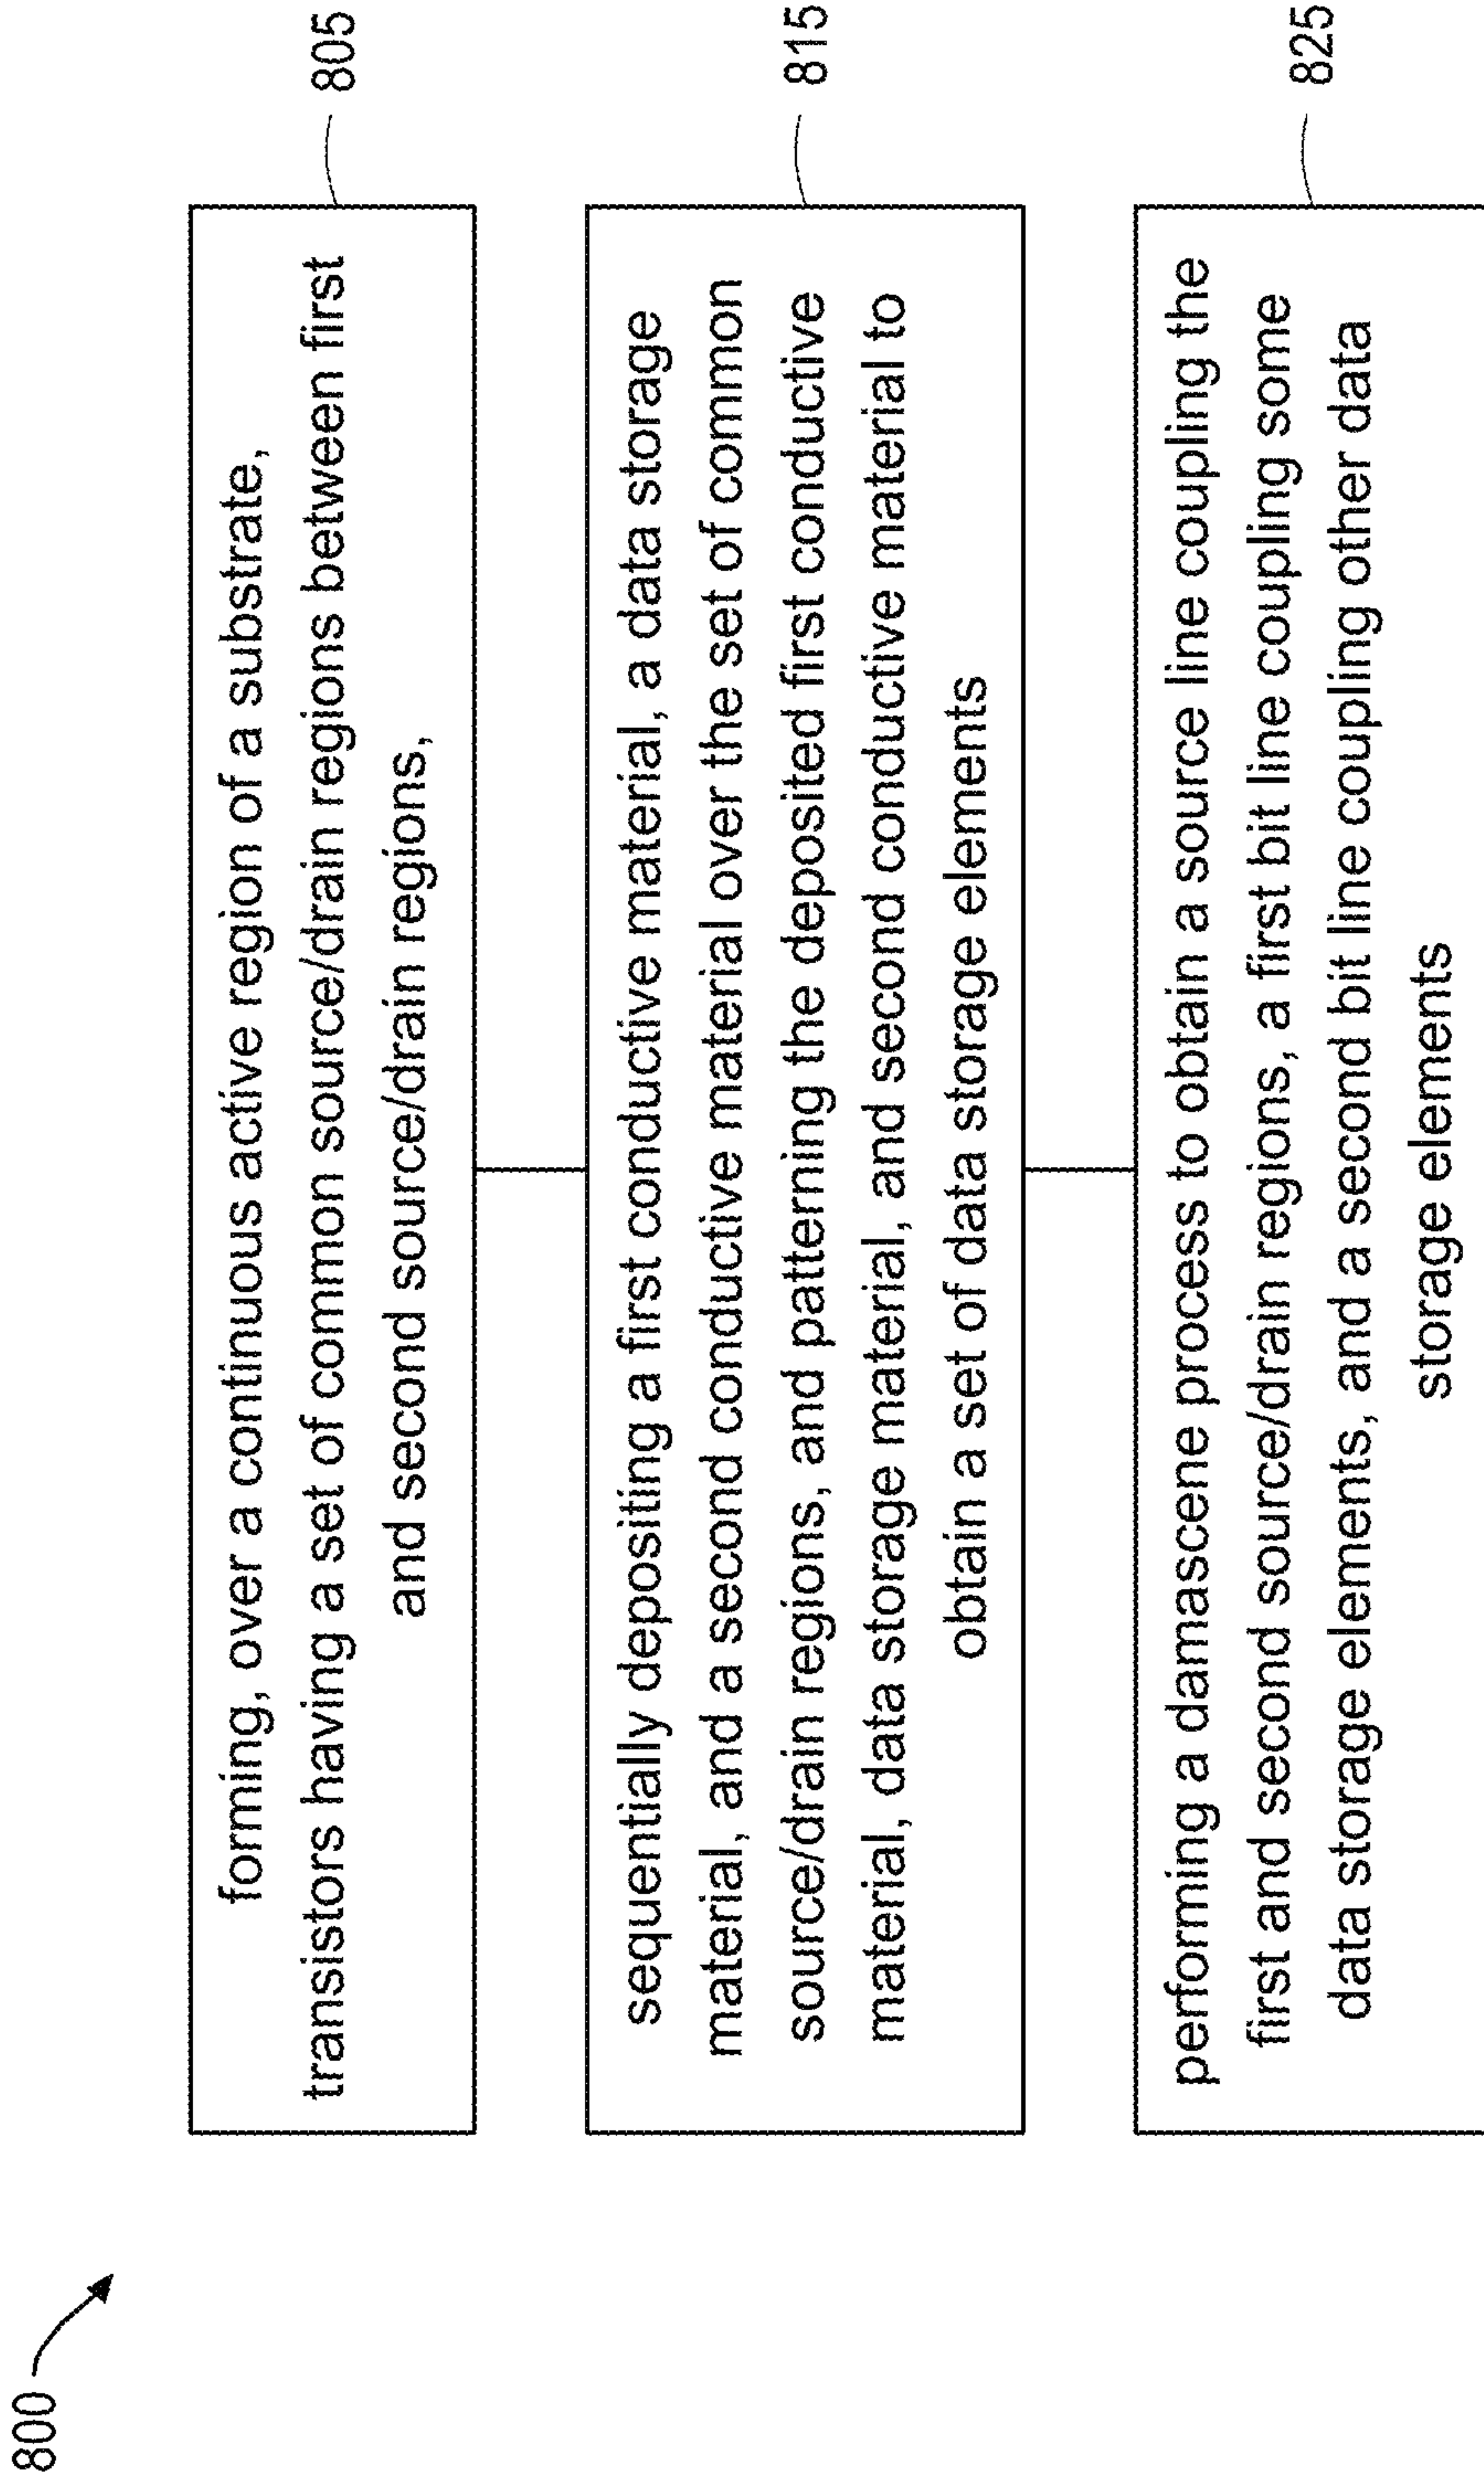 800
forming, over a continuous active region of a substrate,
transistors having a set of common source/drain regions between first
and second source/drain regions,
805
sequentially depositing a first conductive material, a data storage
material, and a second conductive material over the set of common
source/drain regions, and patterning the deposited first conductive
material, data storage material, and second conductive material to
obtain a set of data storage elements
815
performing a damascene process to obtain a source line coupling the
first and second source/drain regions, a first bit line coupling some
data storage elements, and a second bit line coupling other data
storage elements
825